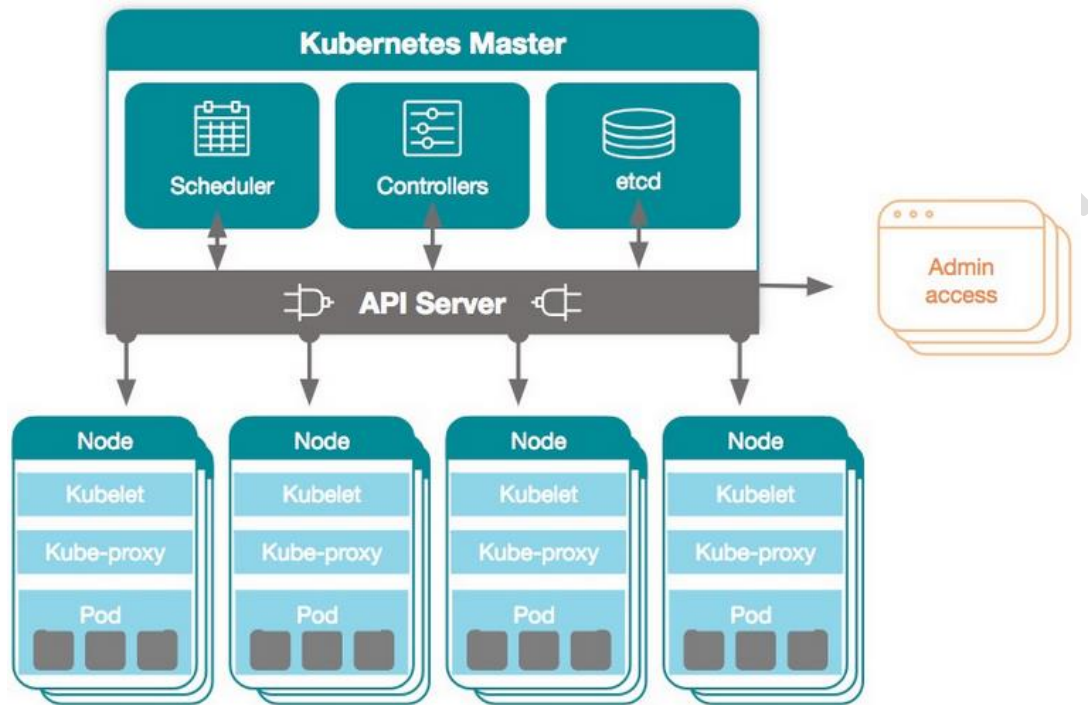 Kubernetes Master
Scheduler
Controllers
etcd
API Server
Admin
access
Node
Kubelet
Kube-proxy
Pod
Node
Kubelet
Kube-proxy
Pod
Node
Kubelet
Kube-proxy
Pod
Node
Kubelet
Kube-proxy
Pod